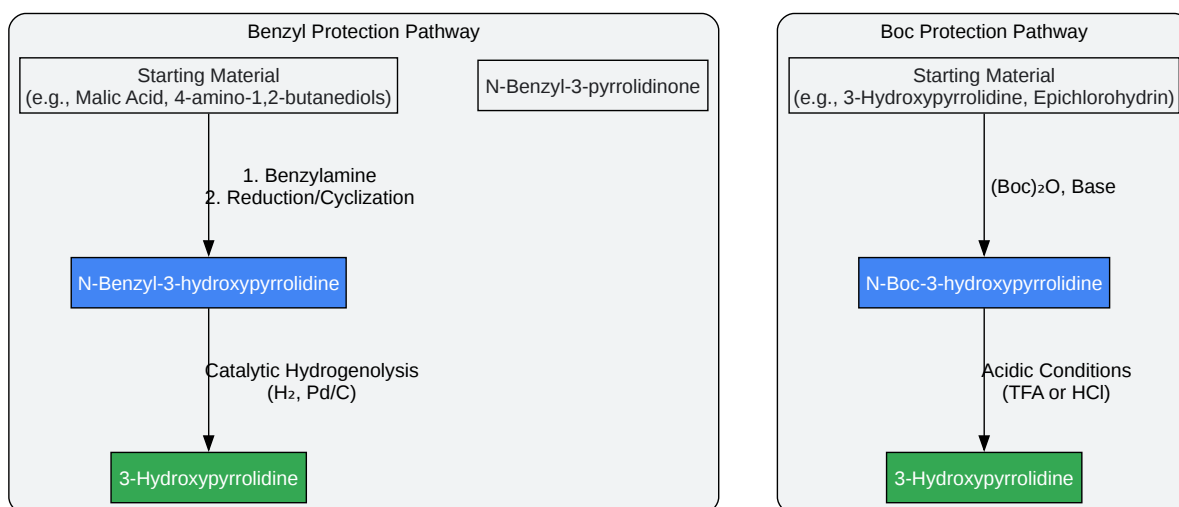 Benzyl Protection Pathway
Starting Material
(e.g., Malic Acid, 4-amino-1,2-butanediols)
N-Benzyl-3-pyrrolidinone
1. Benzylamine
2. Reduction/Cyclization
N-Benzyl-3-hydroxypyrrolidine
Catalytic Hydrogenolysis
(H₂, Pd/C)
3-Hydroxypyrrolidine
Boc Protection Pathway
Starting Material
(e.g., 3-Hydroxypyrrolidine, Epichlorohydrin)
(Boc)₂O, Base
N-Boc-3-hydroxypyrrolidine
Acidic Conditions
(TFA or HCl)
3-Hydroxypyrrolidine